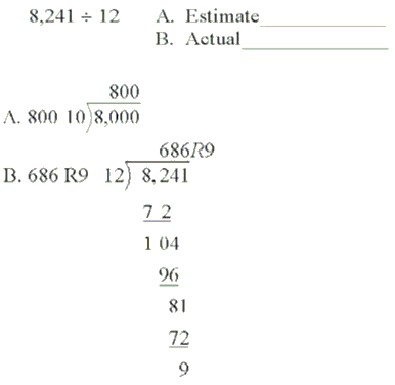 8,241 ÷ 12 A. Estimate
B. Actual
800
A. 800 10)8,000
686R9
B. 686 R9 12) 8,241
7 2
1 04
96
81
72
9